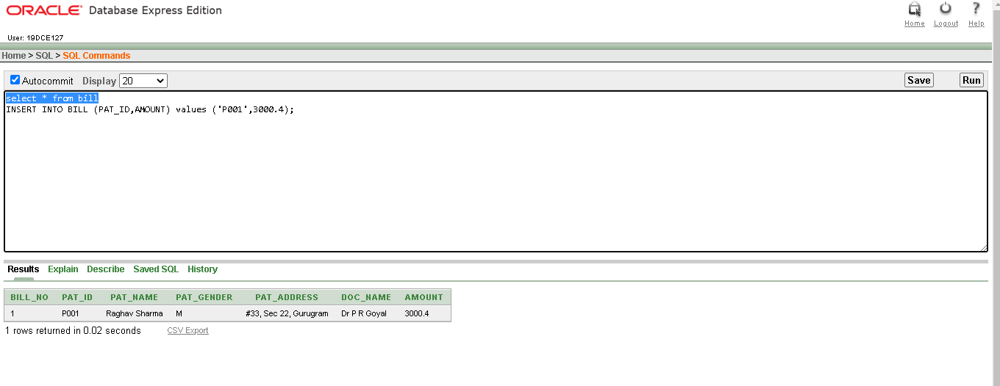 ORACLE® Database Express Edition
Home Logout Help
User: 19DCE127
Home > SQL > SQL Commands
Autocommit Display 20 Save Run
select * from bill
INSERT INTO BILL (PAT_ID,AMOUNT) values ('P001',3000.4);
Results Explain Describe Saved SQL History
BILL_NO PAT_ID PAT_NAME PAT_GENDER PAT_ADDRESS DOC_NAME AMOUNT
1 P001 Raghav Sharma M #33, Sec 22, Gurugram Dr P R Goyal 3000.4
1 rows returned in 0.02 seconds CSV Export